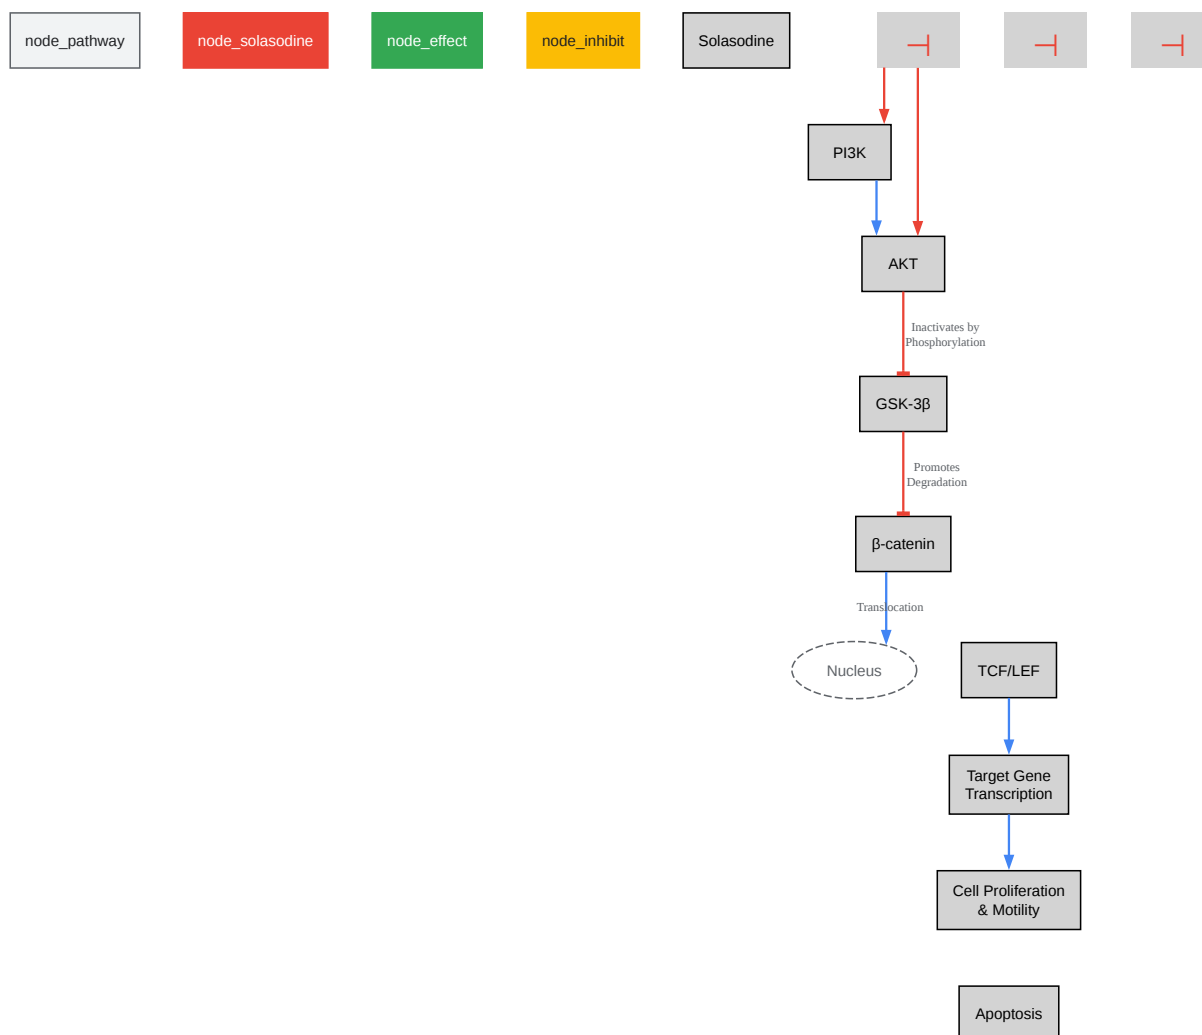 node_pathway
node_solasodine
node_effect
node_inhibit
Solasodine
⊣
⊣
⊣
PI3K
AKT
Inactivates by
Phosphorylation
GSK-3β
Promotes
Degradation
β-catenin
Translocation
Nucleus
TCF/LEF
Target Gene
Transcription
Cell Proliferation
& Motility
Apoptosis